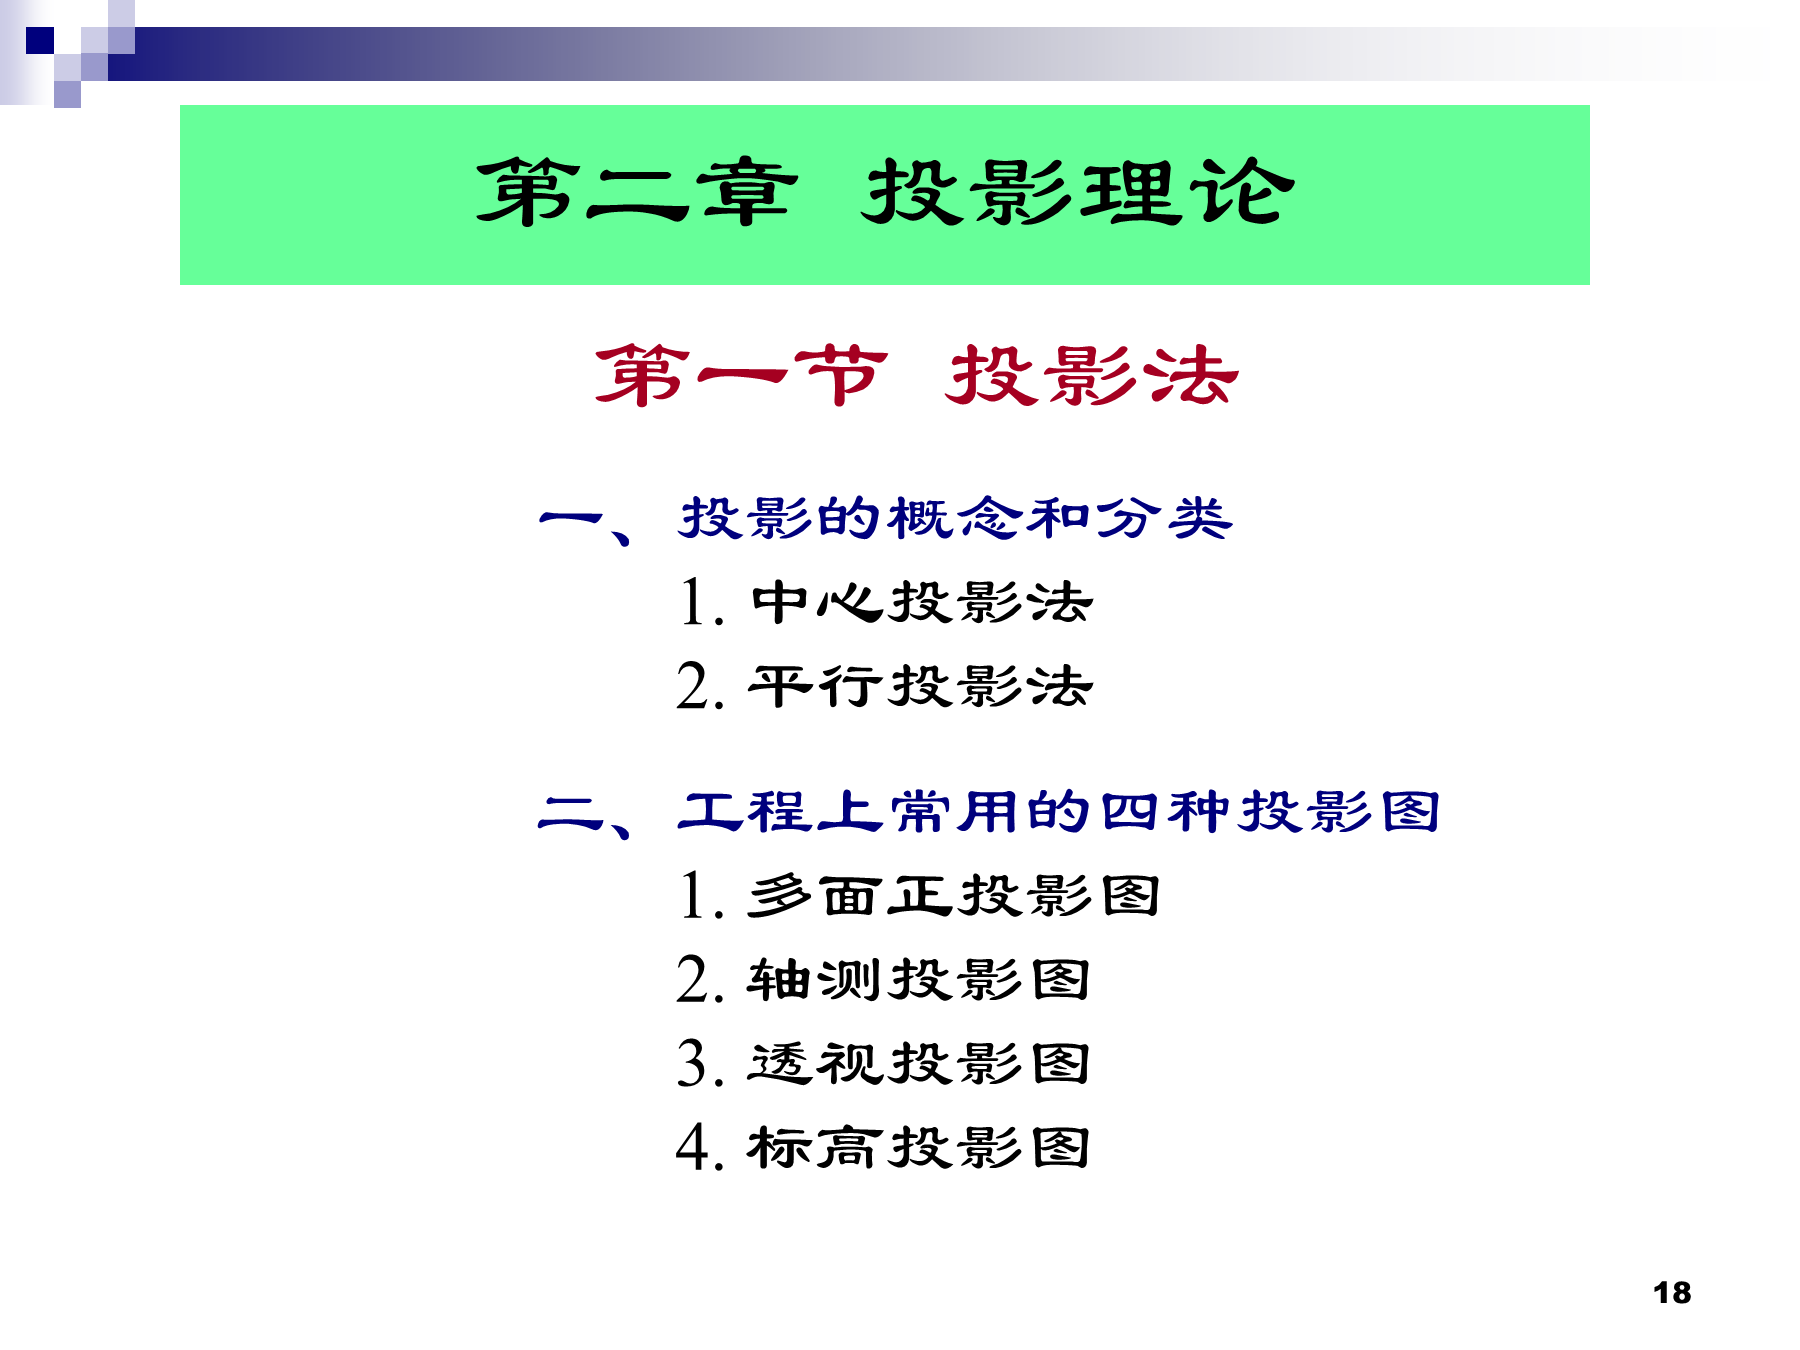 第二章 投影理论
第一节 投影法
一、投影的概念和分类
1. 中心投影法
2. 平行投影法
二、工程上常用的四种投影图
1. 多面正投影图
2. 轴测投影图
3. 透视投影图
4. 标高投影图
18